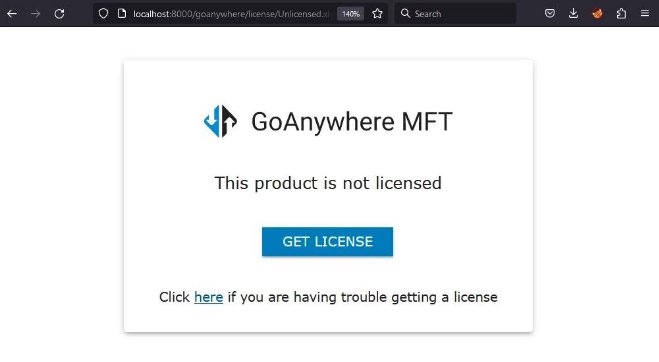 localhost:8000/goanywhere/license/Unlicensed.x
140%
Search
GoAnywhere MFT
This product is not licensed
GET LICENSE
Click here if you are having trouble getting a license